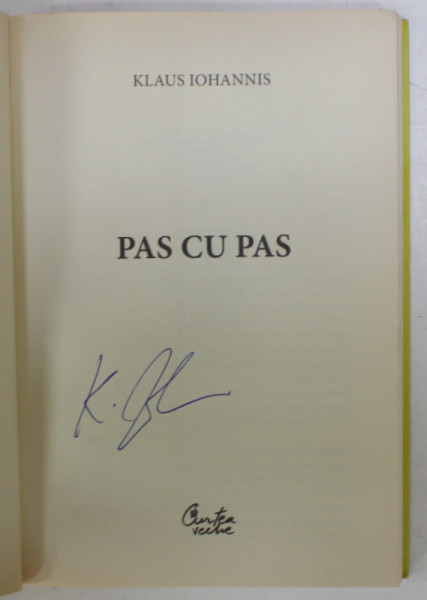 KLAUS IOHANNIS
PAS CU PAS
K.
Curtea
veche